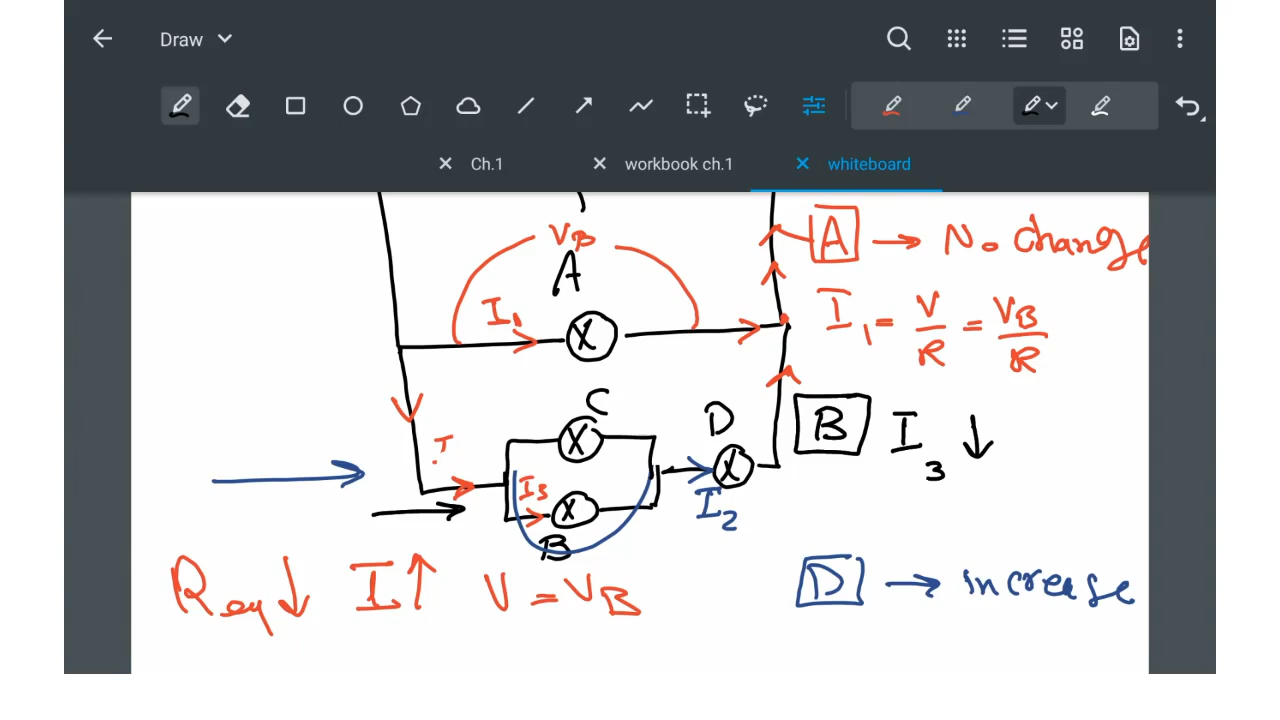 Draw
Ch.1
workbook ch.1
whiteboard
VB
A → No change
A
I1
I1 = V/R = VB/R
C
D
B I3 ↓
I
I3
I2
B
Req ↓ I ↑ V = VB
D → increase